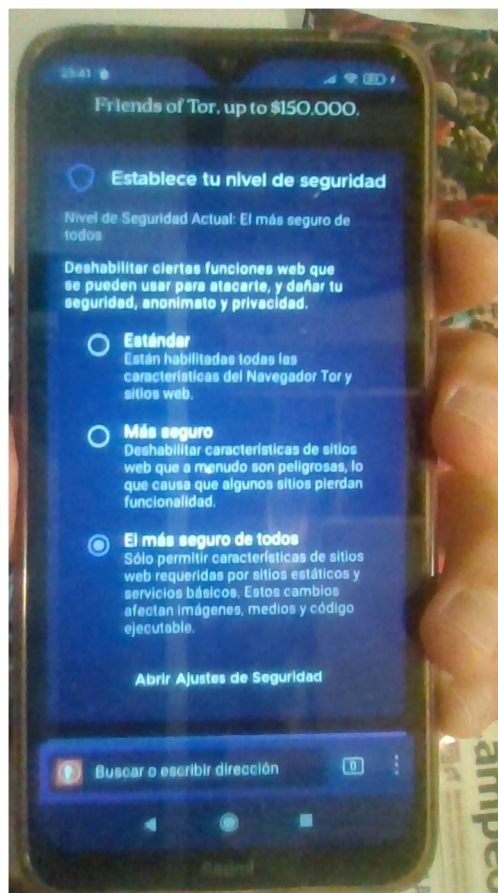 23:41
Friends of Tor, up to $150,000.
Establece tu nivel de seguridad
Nivel de Seguridad Actual: El más seguro de
todos
Deshabilitar ciertas funciones web que
se pueden usar para atacarte, y dañar tu
seguridad, anonimato y privacidad.
Estándar
Están habilitadas todas las
características del Navegador Tor y
sitios web.
Más seguro
Deshabilitar características de sitios
web que a menudo son peligrosas, lo
que causa que algunos sitios pierdan
funcionalidad.
El más seguro de todos
Sólo permitir características de sitios
web requeridas por sitios estáticos y
servicios básicos. Estos cambios
afectan imágenes, medios y código
ejecutable.
Abrir Ajustes de Seguridad
Buscar o escribir dirección
0
Redmi